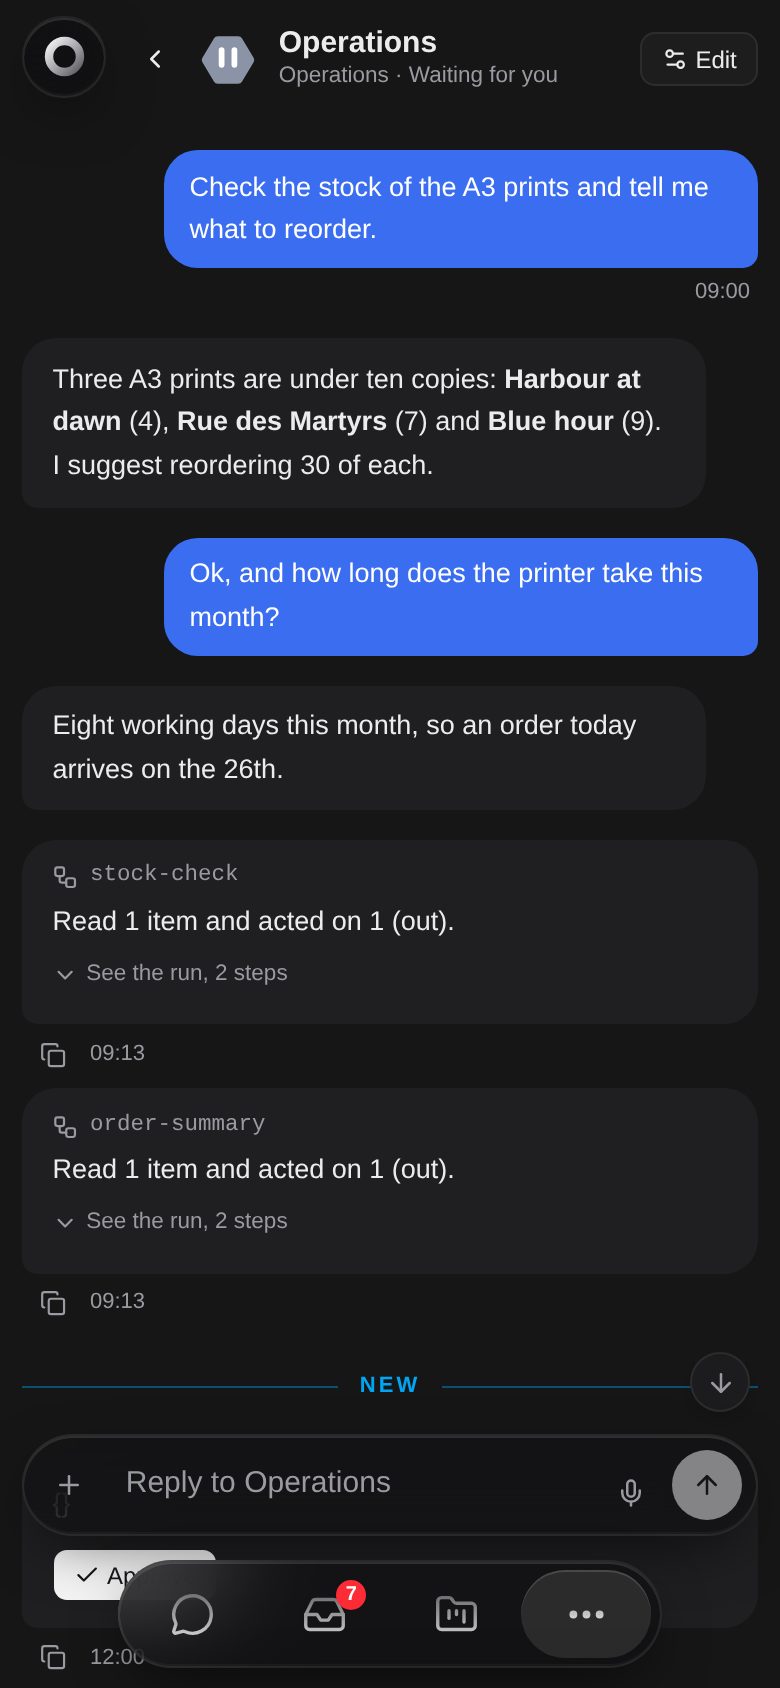 Operations
Operations · Waiting for you
Edit
Check the stock of the A3 prints and tell me
what to reorder.
09:00
Three A3 prints are under ten copies: Harbour at
dawn (4), Rue des Martyrs (7) and Blue hour (9).
I suggest reordering 30 of each.
Ok, and how long does the printer take this
month?
Eight working days this month, so an order today
arrives on the 26th.
stock-check
Read 1 item and acted on 1 (out).
See the run, 2 steps
09:13
order-summary
Read 1 item and acted on 1 (out).
See the run, 2 steps
09:13
NEW
Reply to Operations
{}
7
12:00